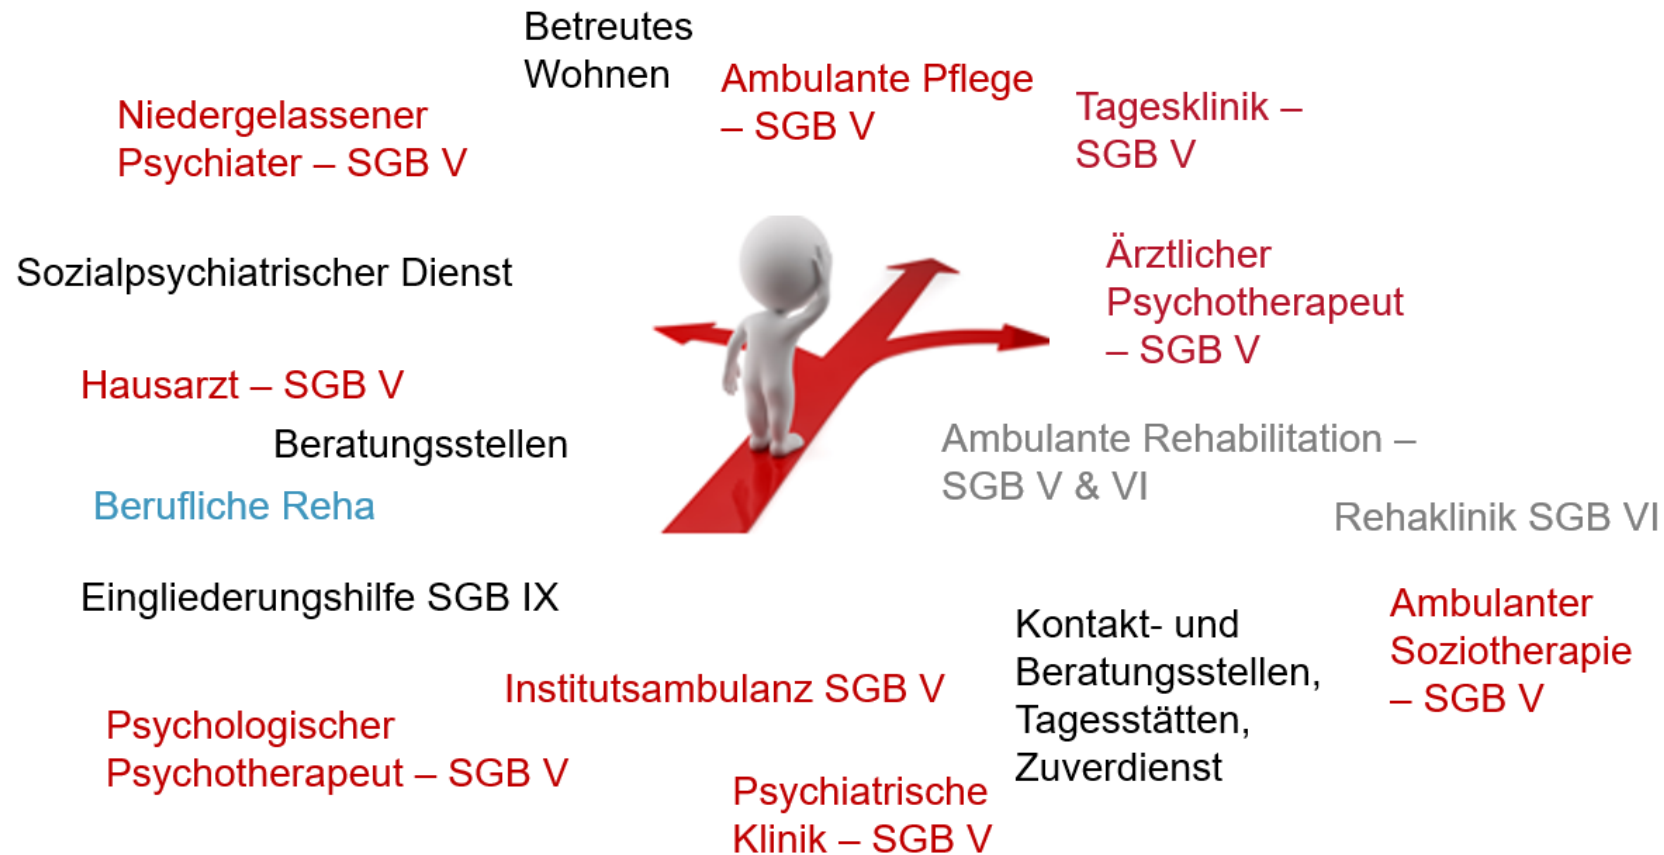 Betreutes
Wohnen
Ambulante Pflege
– SGB V
Tagesklinik –
SGB V
Niedergelassener
Psychiater – SGB V
Sozialpsychiatrischer Dienst
Ärztlicher
Psychotherapeut
– SGB V
Hausarzt – SGB V
Beratungsstellen
Berufliche Reha
Ambulante Rehabilitation –
SGB V & VI
Rehaklinik SGB VI
Eingliederungshilfe SGB IX
Kontakt- und
Beratungsstellen,
Tagesstätten,
Zuverdienst
Ambulanter
Soziotherapie
– SGB V
Institutsambulanz SGB V
Psychologischer
Psychotherapeut – SGB V
Psychiatrische
Klinik – SGB V